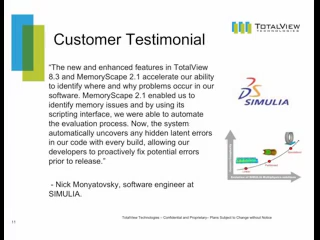 TOTALVIEW
TECHNOLOGIES
Customer Testimonial
“The new and enhanced features in TotalView
8.3 and MemoryScape 2.1 accelerate our ability
to identify where and why problems occur in our
software. MemoryScape 2.1 enabled us to
identify memory issues and by using its
scripting interface, we were able to automate
the evaluation process. Now, the system
automatically uncovers any hidden latent errors
in our code with every build, allowing our
developers to proactively fix potential errors
prior to release.”
- Nick Monyatovsky, software engineer at
SIMULIA.
SIMULIA
11
TotalView Technologies – Confidential and Proprietary - Plans Subject to Change without Notice